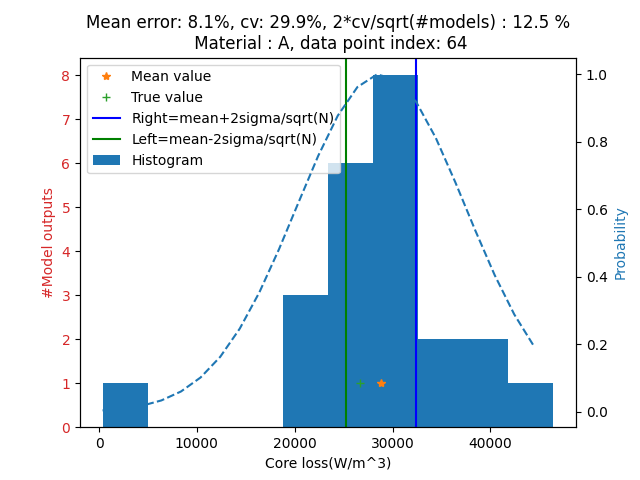 Mean error: 8.1%, cv: 29.9%, 2*cv/sqrt(#models) : 12.5 %
Material : A, data point index: 64
Mean value
True value
Right=mean+2sigma/sqrt(N)
Left=mean-2sigma/sqrt(N)
Histogram
#Model outputs
8
7
6
5
4
3
2
1
0
Probability
1.0
0.8
0.6
0.4
0.2
0.0
0 10000 20000 30000 40000
Core loss(W/m^3)